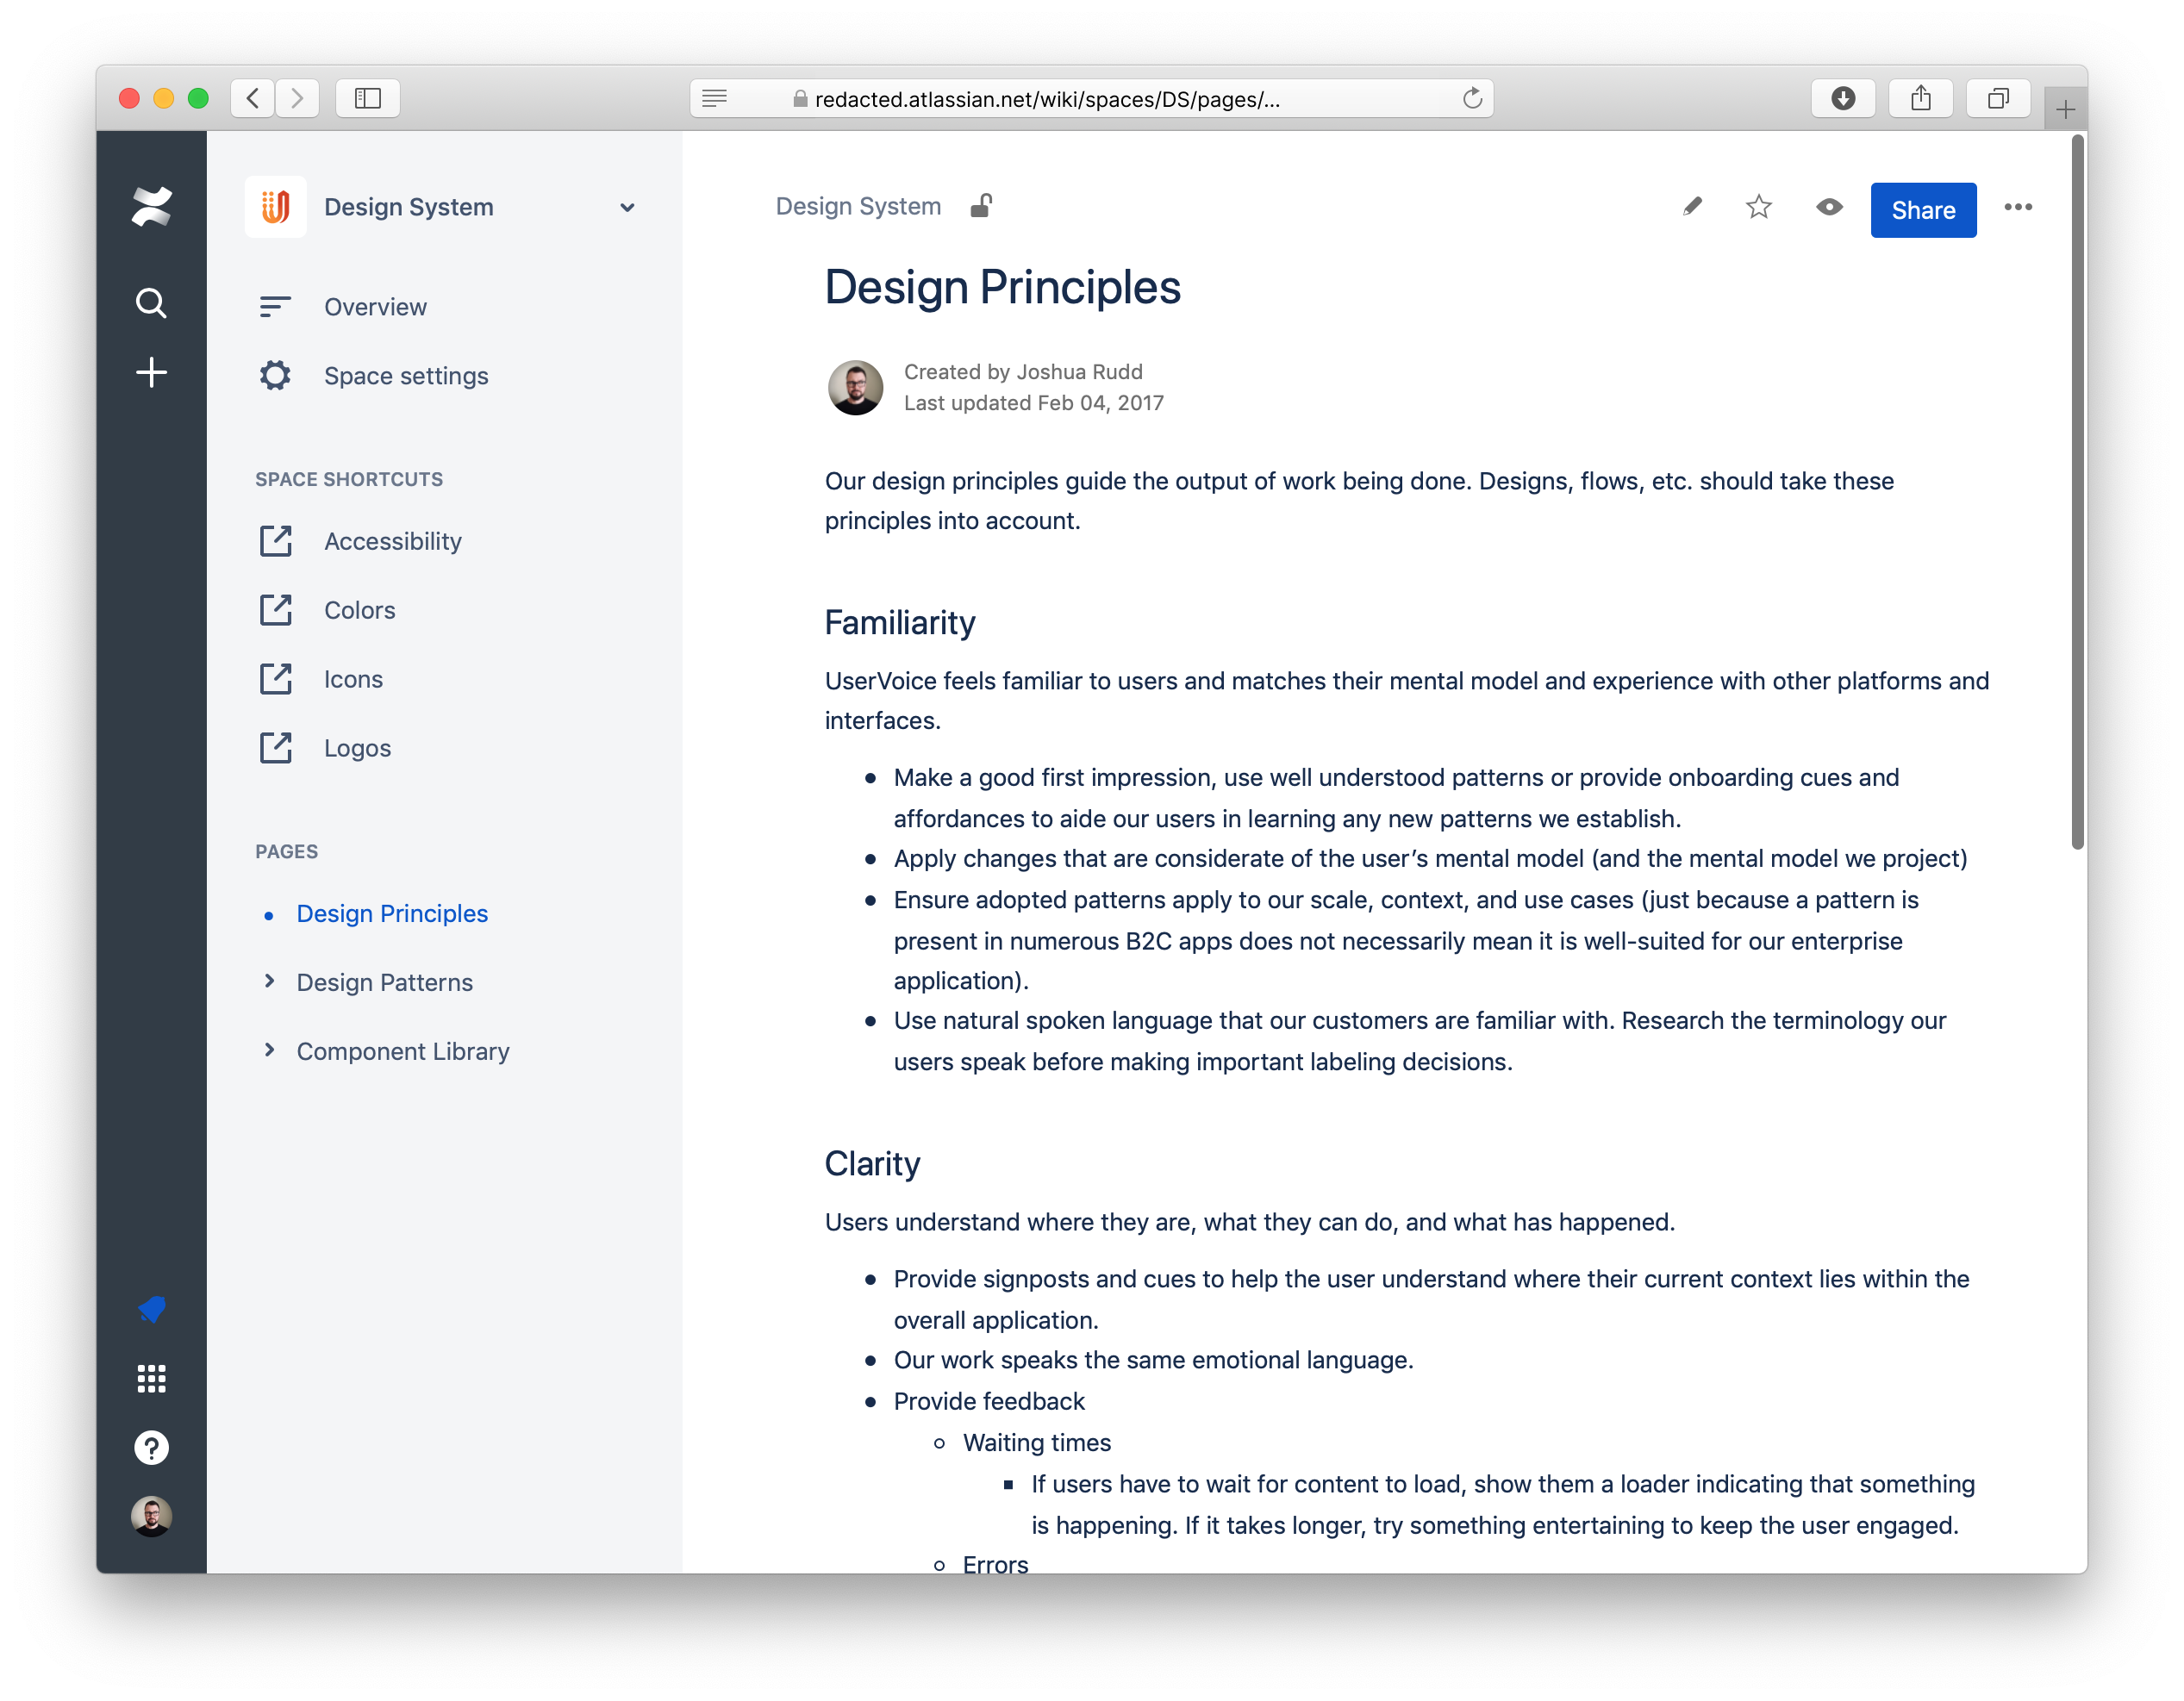 redacted.atlassian.net/wiki/spaces/DS/pages/...
Design System
Overview
Space settings
SPACE SHORTCUTS
Accessibility
Colors
Icons
Logos
PAGES
Design Principles
Design Patterns
Component Library
Design System
Share
Design Principles
Created by Joshua Rudd
Last updated Feb 04, 2017
Our design principles guide the output of work being done. Designs, flows, etc. should take these
principles into account.
Familiarity
UserVoice feels familiar to users and matches their mental model and experience with other platforms and
interfaces.
• Make a good first impression, use well understood patterns or provide onboarding cues and
affordances to aide our users in learning any new patterns we establish.
• Apply changes that are considerate of the user’s mental model (and the mental model we project)
• Ensure adopted patterns apply to our scale, context, and use cases (just because a pattern is
present in numerous B2C apps does not necessarily mean it is well-suited for our enterprise
application).
• Use natural spoken language that our customers are familiar with. Research the terminology our
users speak before making important labeling decisions.
Clarity
Users understand where they are, what they can do, and what has happened.
• Provide signposts and cues to help the user understand where their current context lies within the
overall application.
• Our work speaks the same emotional language.
• Provide feedback
◦ Waiting times
▪ If users have to wait for content to load, show them a loader indicating that something
is happening. If it takes longer, try something entertaining to keep the user engaged.
◦ Errors